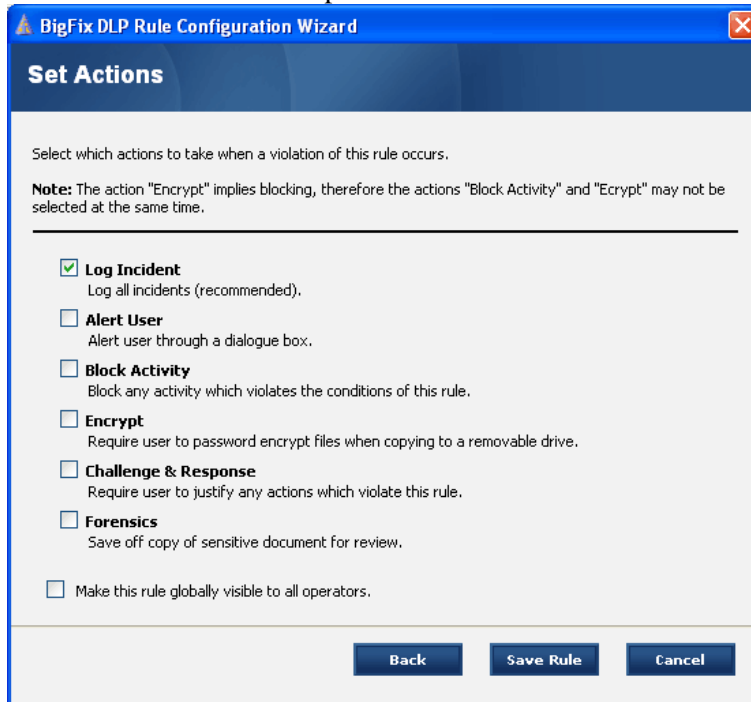 BigFix DLP Rule Configuration Wizard
Set Actions
Select which actions to take when a violation of this rule occurs.
Note: The action "Encrypt" implies blocking, therefore the actions "Block Activity" and "Ecrypt" may not be
selected at the same time.
Log Incident
Log all incidents (recommended).
Alert User
Alert user through a dialogue box.
Block Activity
Block any activity which violates the conditions of this rule.
Encrypt
Require user to password encrypt files when copying to a removable drive.
Challenge & Response
Require user to justify any actions which violate this rule.
Forensics
Save off copy of sensitive document for review.
Make this rule globally visible to all operators.
Back Save Rule Cancel